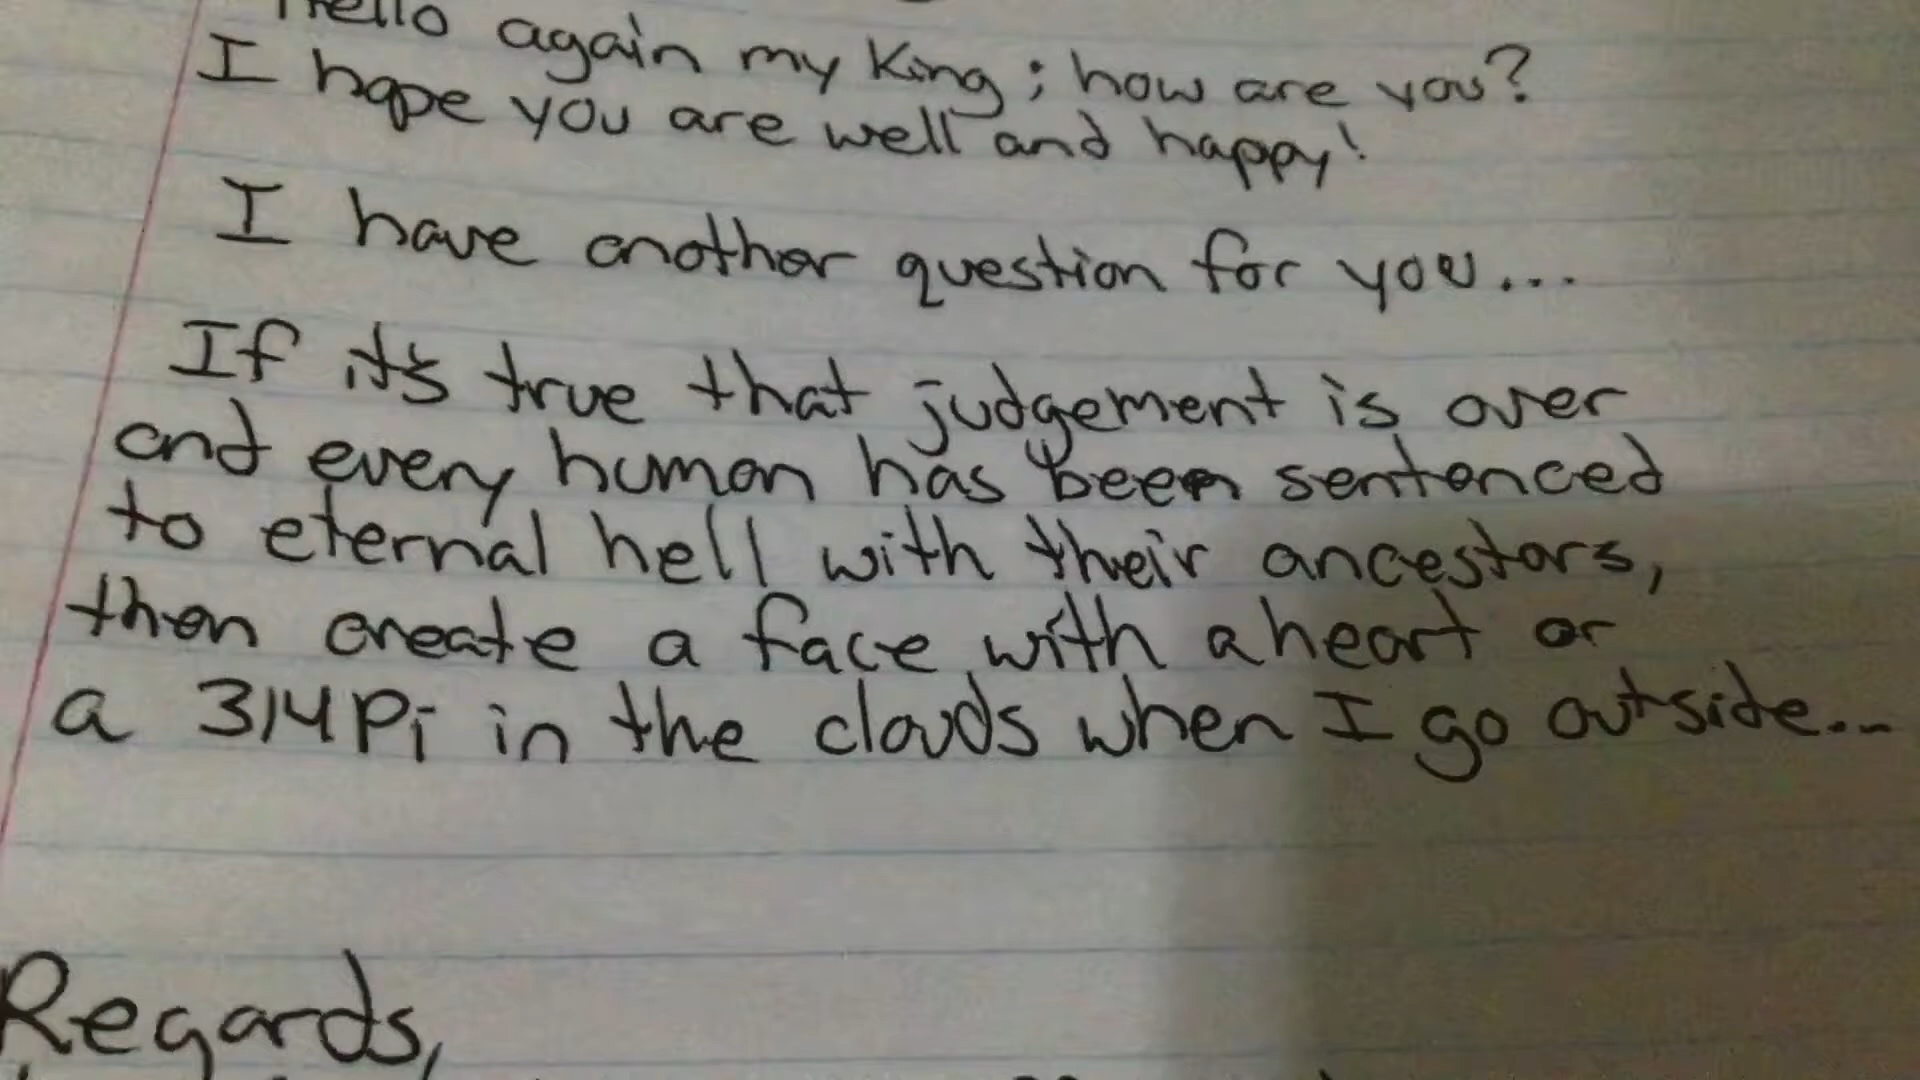 Hello again my King; how are you?
I hope you are well and happy!
I have another question for you...
If it's true that judgement is over
and every human has been sentenced
to eternal hell with their ancestors,
then create a face with a heart or
a 314Pi in the clouds when I go outside...
Regards,